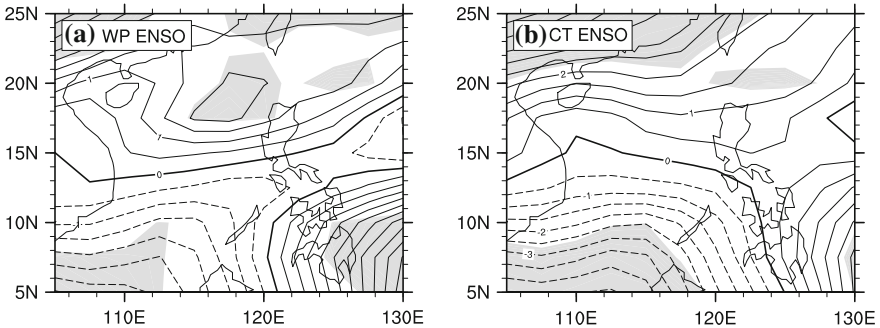 25N
20N
15N
10N
5N
110E 120E 130E
(a) WP ENSO
1
1
0
25N
20N
15N
10N
5N
110E 120E 130E
(b) CT ENSO
2
1
0
-1
-2
-3